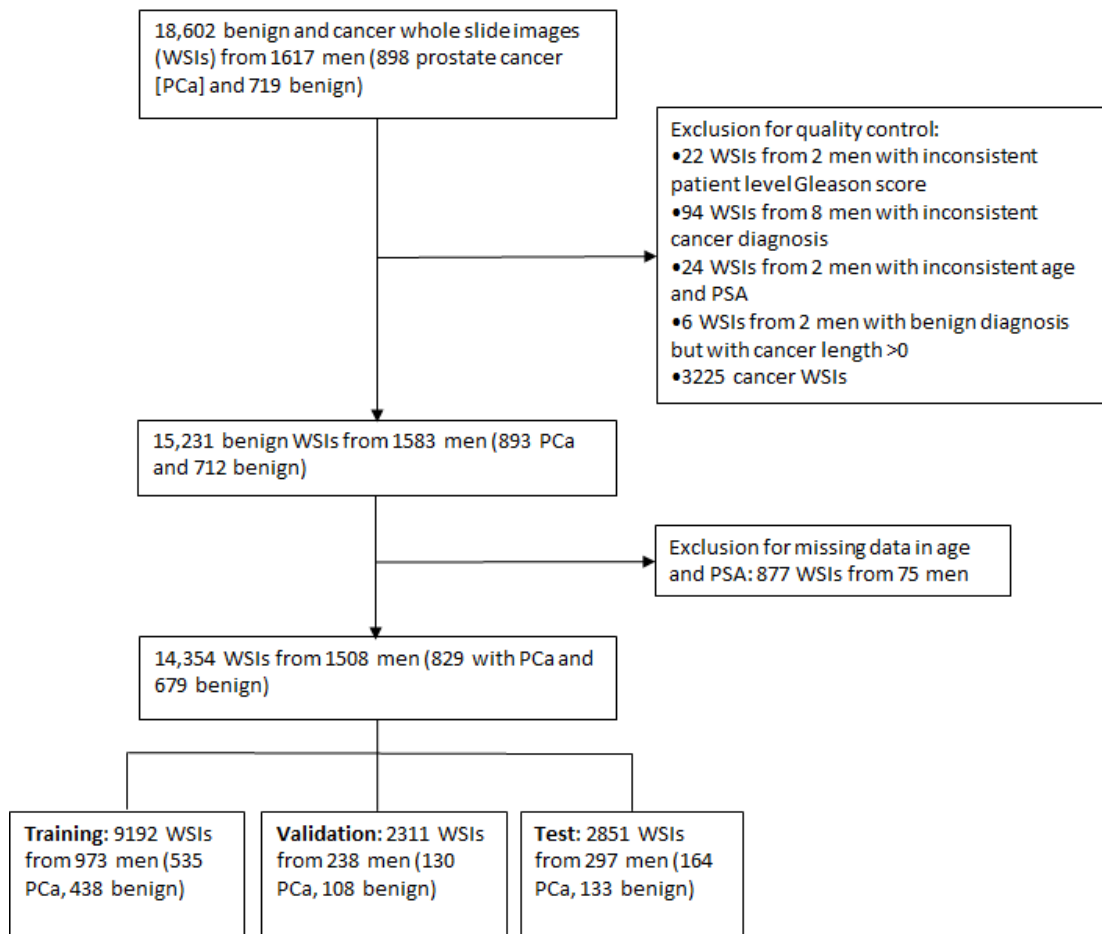 18,602 benign and cancer whole slide images
(WSIs) from 1617 men (898 prostate cancer
[PCa] and 719 benign)
Exclusion for quality control:
•22 WSIs from 2 men with inconsistent
patient level Gleason score
•94 WSIs from 8 men with inconsistent
cancer diagnosis
•24 WSIs from 2 men with inconsistent age
and PSA
•6 WSIs from 2 men with benign diagnosis
but with cancer length >0
•3225 cancer WSIs
15,231 benign WSIs from 1583 men (893 PCa
and 712 benign)
Exclusion for missing data in age
and PSA: 877 WSIs from 75 men
14,354 WSIs from 1508 men (829 with PCa and
679 benign)
Training: 9192 WSIs
from 973 men (535
PCa, 438 benign)
Validation: 2311 WSIs
from 238 men (130
PCa, 108 benign)
Test: 2851 WSIs
from 297 men (164
PCa, 133 benign)